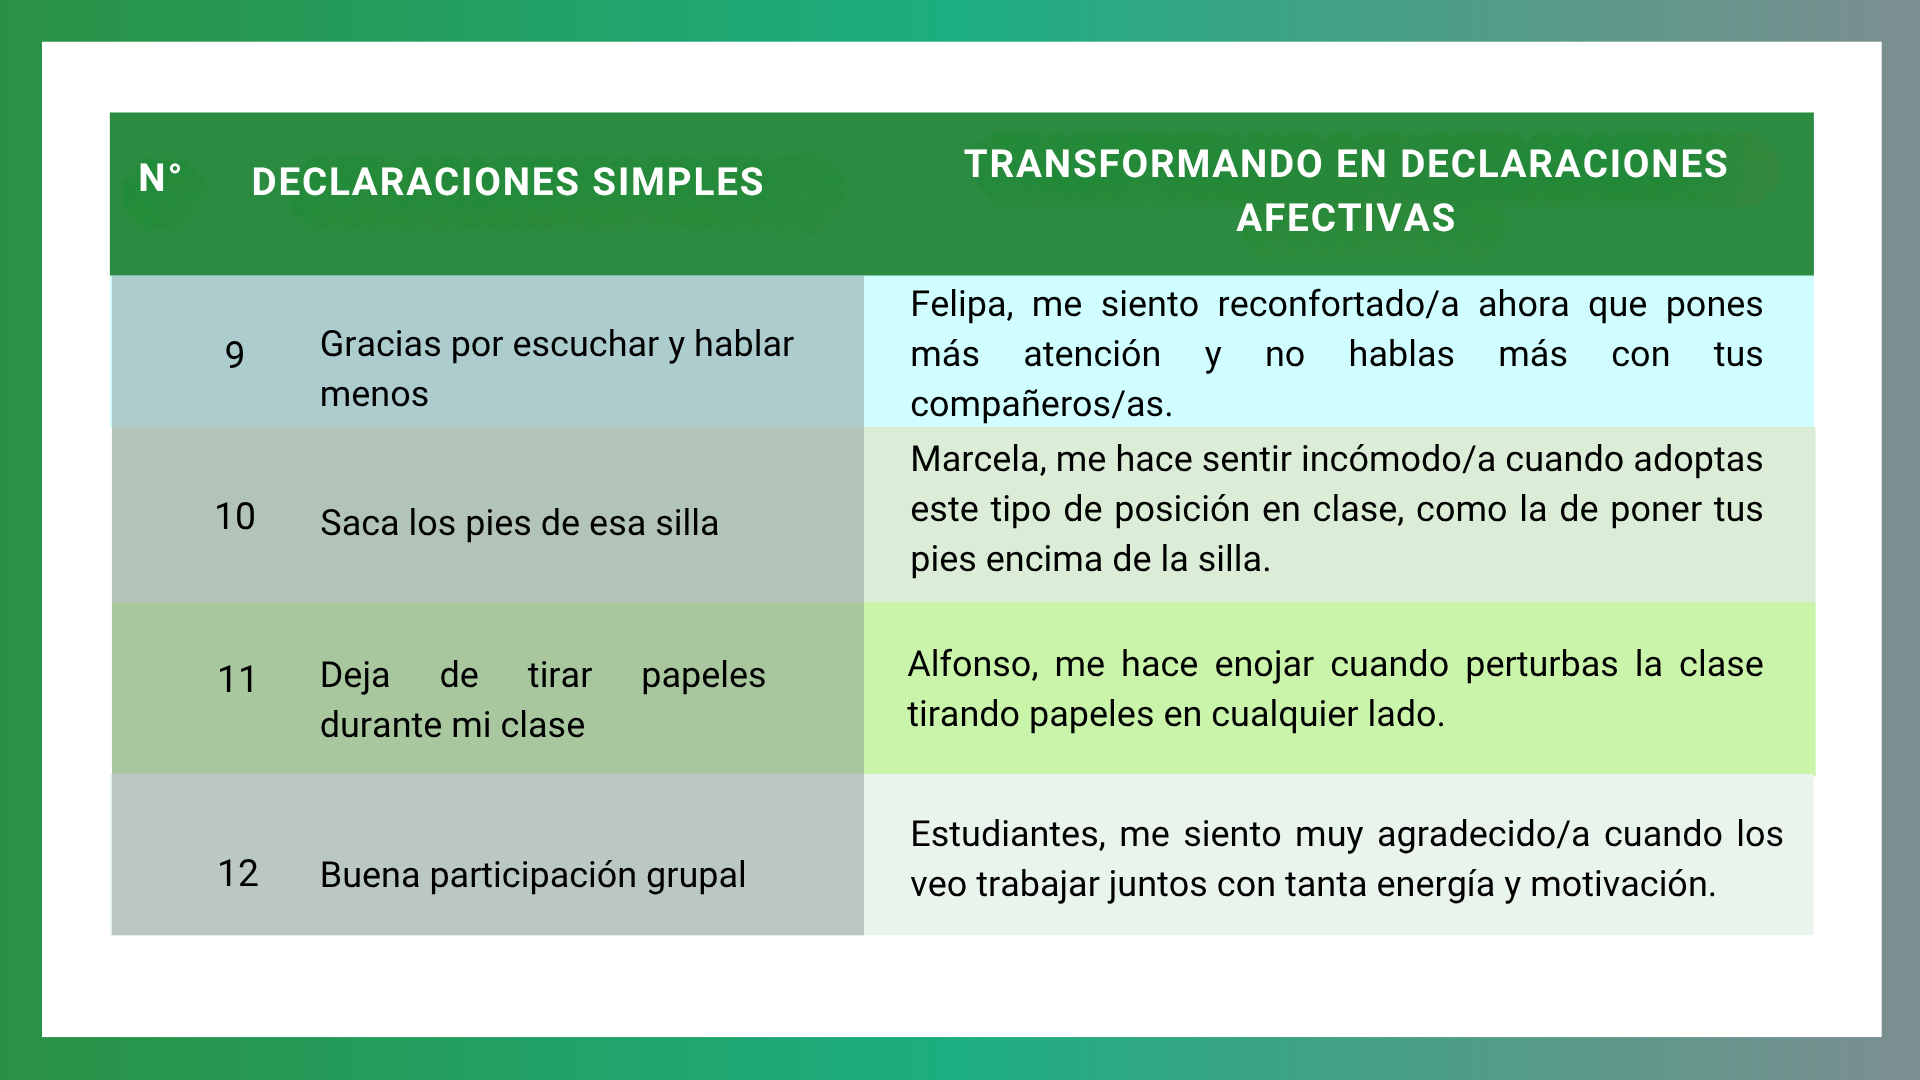 N°
DECLARACIONES SIMPLES
TRANSFORMANDO EN DECLARACIONES
AFECTIVAS
9
Gracias por escuchar y hablar
menos
Felipa, me siento reconfortado/a ahora que pones
más atención y no hablas más con tus
compañeros/as.
10
Saca los pies de esa silla
Marcela, me hace sentir incómodo/a cuando adoptas
este tipo de posición en clase, como la de poner tus
pies encima de la silla.
11
Deja de tirar papeles
durante mi clase
Alfonso, me hace enojar cuando perturbas la clase
tirando papeles en cualquier lado.
12
Buena participación grupal
Estudiantes, me siento muy agradecido/a cuando los
veo trabajar juntos con tanta energía y motivación.